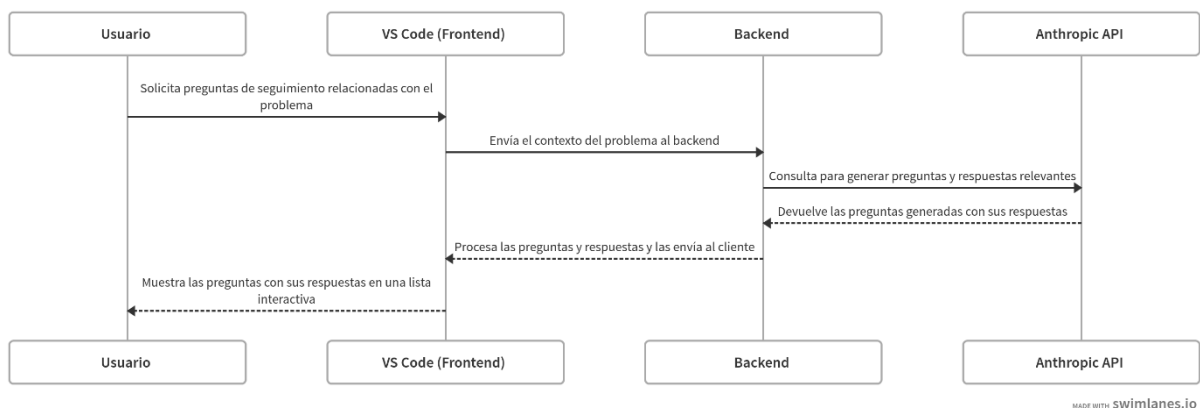 Usuario
VS Code (Frontend)
Backend
Anthropic API
Solicita preguntas de seguimiento relacionadas con el
problema
Envía el contexto del problema al backend
Consulta para generar preguntas y respuestas relevantes
Devuelve las preguntas generadas con sus respuestas
Procesa las preguntas y respuestas y las envía al cliente
Muestra las preguntas con sus respuestas en una lista
interactiva
Usuario
VS Code (Frontend)
Backend
Anthropic API
MADE WITH swimlanes.io